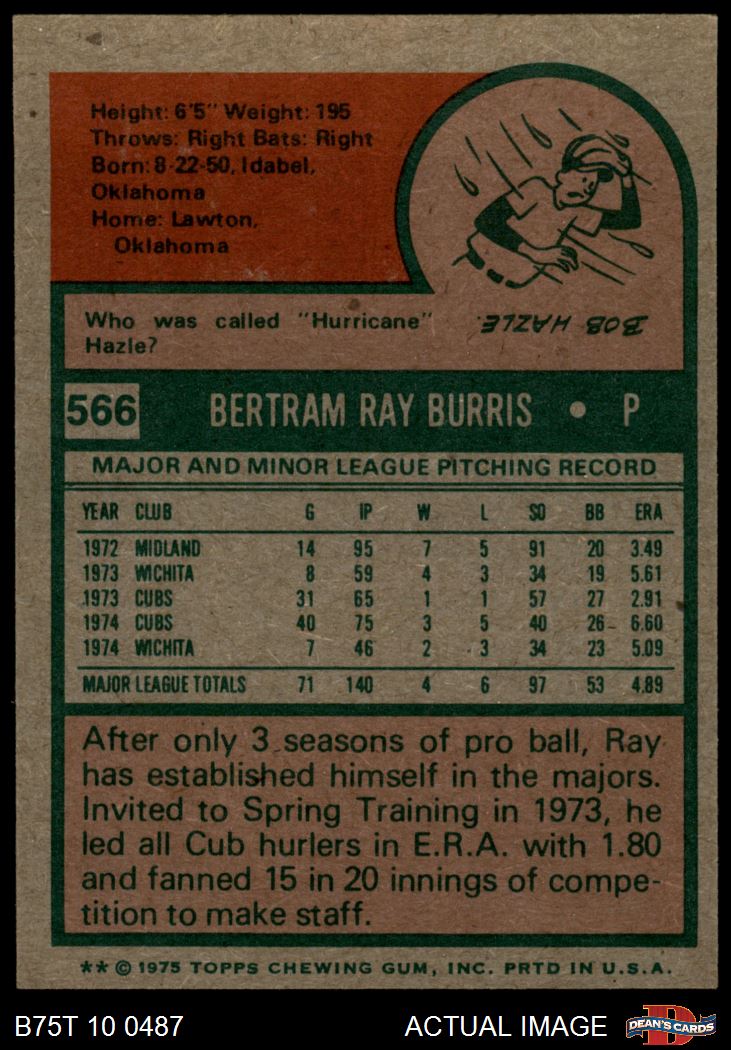 Height: 6'5" Weight: 195
Throws: Right Bats: Right
Born: 8-22-50, Idabel,
Oklahoma
Home: Lawton,
Oklahoma
Who was called "Hurricane"
Hazle?
BOB HAZLE.
566 BERTRAM RAY BURRIS • P
MAJOR AND MINOR LEAGUE PITCHING RECORD
YEAR CLUB G IP W L SO BB ERA
1972 MIDLAND 14 95 7 5 91 20 3.49
1973 WICHITA 8 59 4 3 34 19 5.61
1973 CUBS 31 65 1 1 57 27 2.91
1974 CUBS 40 75 3 5 40 26 6.60
1974 WICHITA 7 46 2 3 34 23 5.09
MAJOR LEAGUE TOTALS 71 140 4 6 97 53 4.89
After only 3 seasons of pro ball, Ray
has established himself in the majors.
Invited to Spring Training in 1973, he
led all Cub hurlers in E.R.A. with 1.80
and fanned 15 in 20 innings of compe-
tition to make staff.
** © 1975 TOPPS CHEWING GUM, INC. PRTD IN U.S.A.
B75T 10 0487 ACTUAL IMAGE DEAN'S CARDS